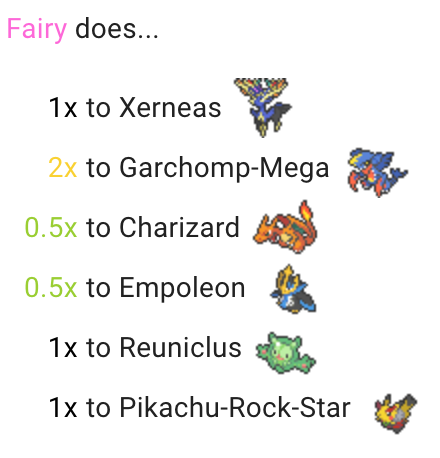 Fairy does...
1x to Xerneas
2x to Garchomp-Mega
0.5x to Charizard
0.5x to Empoleon
1x to Reuniclus
1x to Pikachu-Rock-Star